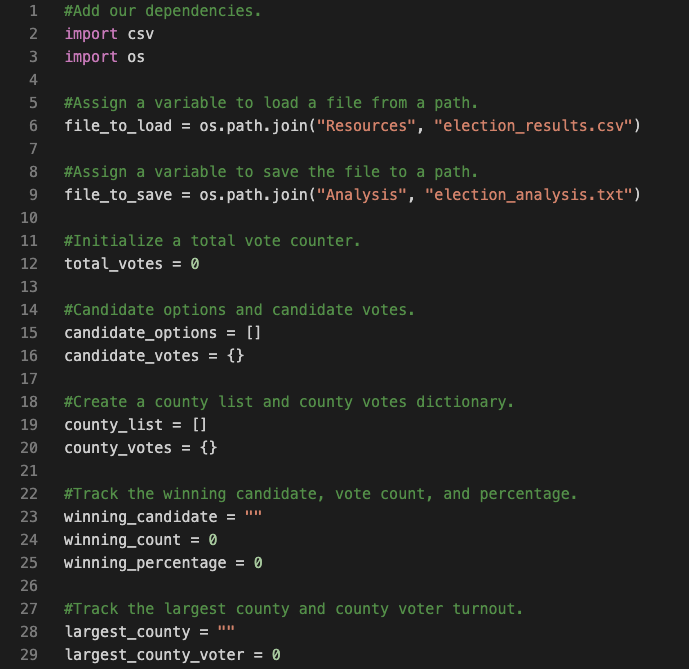 1 #Add our dependencies.
2 import csv
3 import os
4
5 #Assign a variable to load a file from a path.
6 file_to_load = os.path.join("Resources", "election_results.csv")
7
8 #Assign a variable to save the file to a path.
9 file_to_save = os.path.join("Analysis", "election_analysis.txt")
10
11 #Initialize a total vote counter.
12 total_votes = 0
13
14 #Candidate options and candidate votes.
15 candidate_options = []
16 candidate_votes = {}
17
18 #Create a county list and county votes dictionary.
19 county_list = []
20 county_votes = {}
21
22 #Track the winning candidate, vote count, and percentage.
23 winning_candidate = ""
24 winning_count = 0
25 winning_percentage = 0
26
27 #Track the largest county and county voter turnout.
28 largest_county = ""
29 largest_county_voter = 0